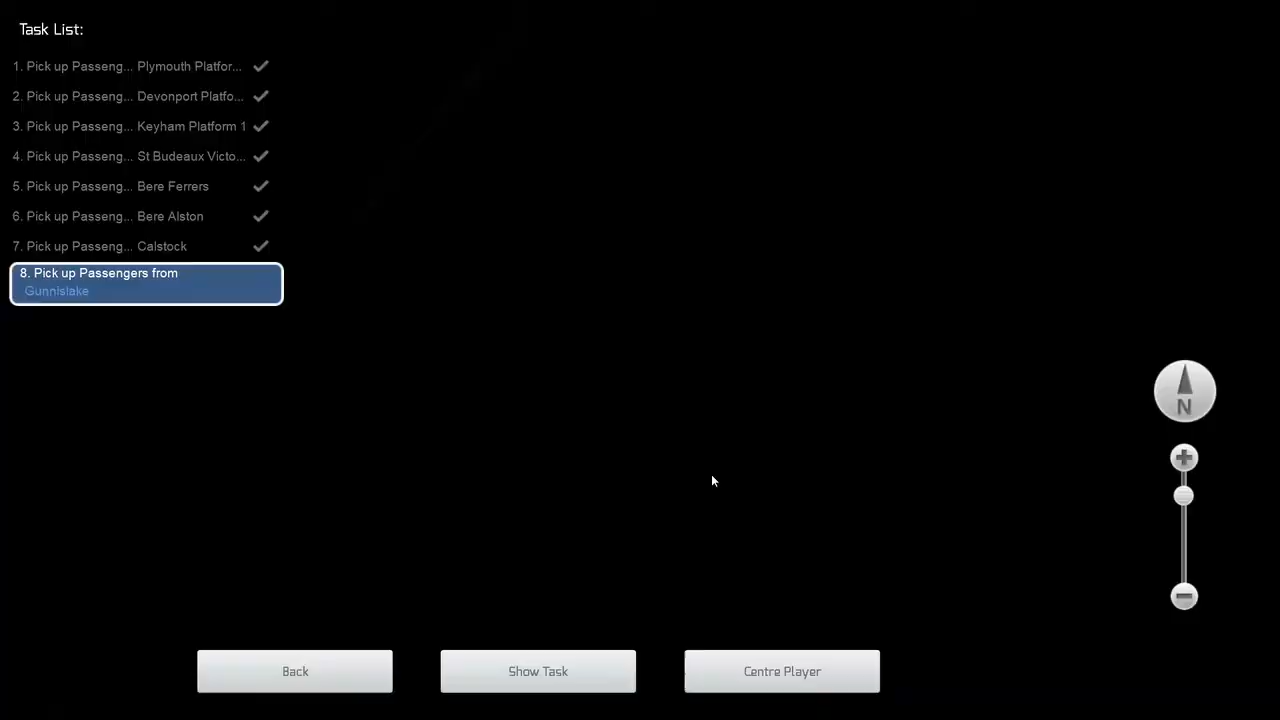 Task List:
1. Pick up Passeng... Plymouth Platfor...
2. Pick up Passeng... Devonport Platfo...
3. Pick up Passeng... Keyham Platform 1
4. Pick up Passeng... St Budeaux Victo...
5. Pick up Passeng... Bere Ferrers
6. Pick up Passeng... Bere Alston
7. Pick up Passeng... Calstock
8. Pick up Passengers from
Gunnislake
N
Back
Show Task
Centre Player